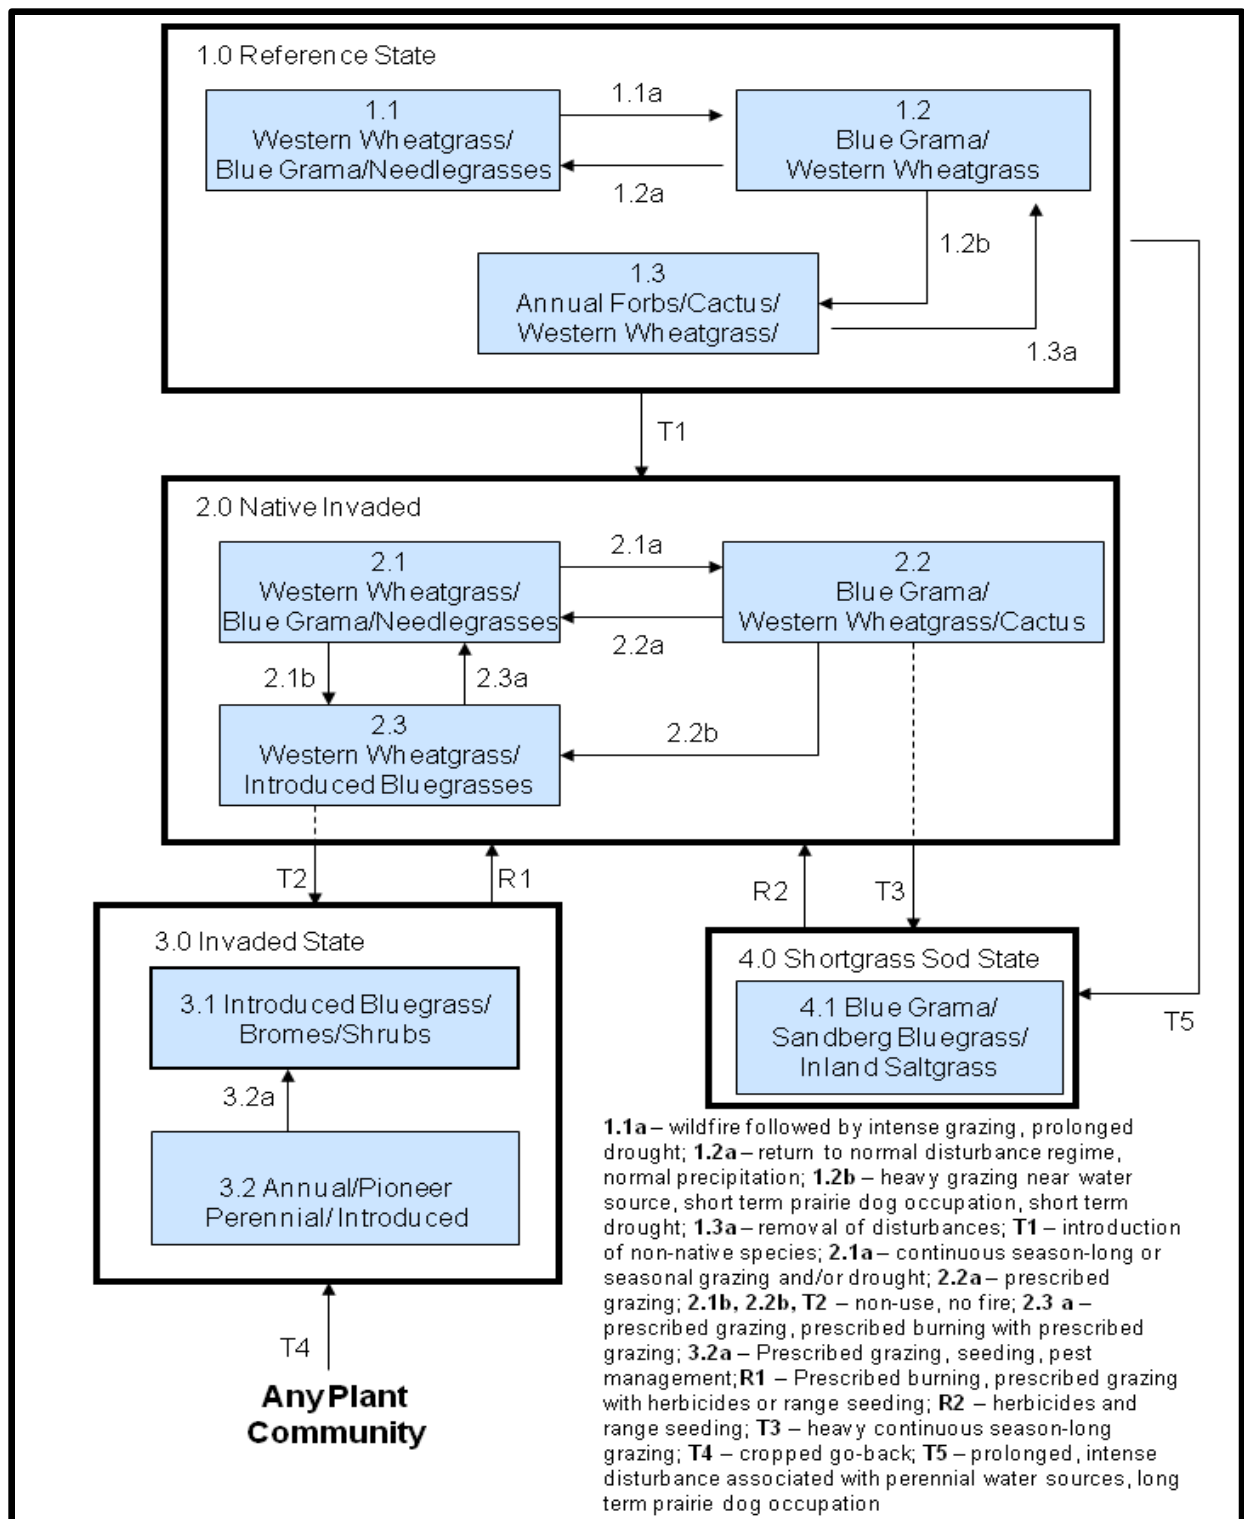 1.0 Reference State
1.1
Western Wheatgrass/
Blue Grama/Needlegrasses
1.1a
1.2a
1.2
Blue Grama/
Western Wheatgrass
1.2b
1.3
Annual Forbs/Cactus/
Western Wheatgrass/
1.3a
T1
2.0 Native Invaded
2.1
Western Wheatgrass/
Blue Grama/Needlegrasses
2.1a
2.2a
2.2
Blue Grama/
Western Wheatgrass/Cactus
2.1b
2.3a
2.3
Western Wheatgrass/
Introduced Bluegrasses
2.2b
T2
R1
R2
T3
3.0 Invaded State
3.1 Introduced Bluegrass/
Bromes/Shrubs
3.2a
3.2 Annual/Pioneer
Perennial/Introduced
4.0 Shortgrass Sod State
4.1 Blue Grama/
Sandberg Bluegrass/
Inland Saltgrass
T5
T4
Any Plant
Community
1.1a – wildfire followed by intense grazing, prolonged
drought; 1.2a – return to normal disturbance regime,
normal precipitation; 1.2b – heavy grazing near water
source, short term prairie dog occupation, short term
drought; 1.3a – removal of disturbances; T1 – introduction
of non-native species; 2.1a – continuous season-long or
seasonal grazing and/or drought; 2.2a – prescribed
grazing; 2.1b, 2.2b, T2 – non-use, no fire; 2.3 a –
prescribed grazing, prescribed burning with prescribed
grazing; 3.2a – Prescribed grazing, seeding, pest
management; R1 – Prescribed burning, prescribed grazing
with herbicides or range seeding; R2 – herbicides and
range seeding; T3 – heavy continuous season-long
grazing; T4 – cropped go-back; T5 – prolonged, intense
disturbance associated with perennial water sources, long
term prairie dog occupation